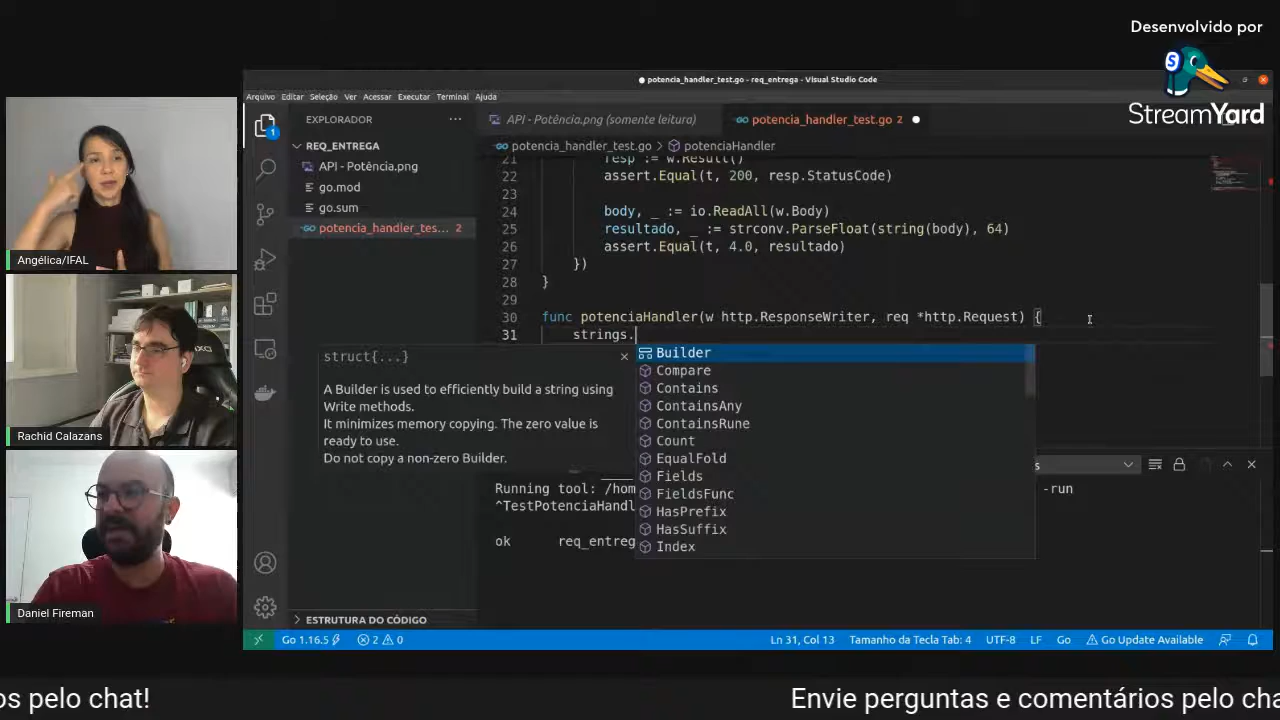 Desenvolvido por
StreamYard
potencia_handler_test.go - req_entrega - Visual Studio Code
Arquivo Editar Seleção Ver Acessar Executar Terminal Ajuda
EXPLORADOR
API - Potência.png (somente leitura)
potencia_handler_test.go 2
REQ_ENTREGA
potencia_handler_test.go > potenciaHandler
API - Potência.png
go.mod
go.sum
potencia_handler_tes... 2
21 resp := w.Result()
22 assert.Equal(t, 200, resp.StatusCode)
23
24 body, _ := io.ReadAll(w.Body)
25 resultado, _ := strconv.ParseFloat(string(body), 64)
26 assert.Equal(t, 4.0, resultado)
27 })
28 }
29
30 func potenciaHandler(w http.ResponseWriter, req *http.Request) {
31 strings.
struct{...}
A Builder is used to efficiently build a string using
Write methods.
It minimizes memory copying. The zero value is
ready to use.
Do not copy a non-zero Builder.
Builder
Compare
Contains
ContainsAny
ContainsRune
Count
EqualFold
Fields
FieldsFunc
HasPrefix
HasSuffix
Index
Running tool: /hom
-run
^TestPotenciaHandl
ok req_entreg
ESTRUTURA DO CÓDIGO
Go 1.16.5 2 0
Ln 31, Col 13 Tamanho da Tecla Tab: 4 UTF-8 LF Go Go Update Available
Angélica/IFAL
Rachid Calazans
Daniel Fireman
os pelo chat!
Envie perguntas e comentários pelo cha